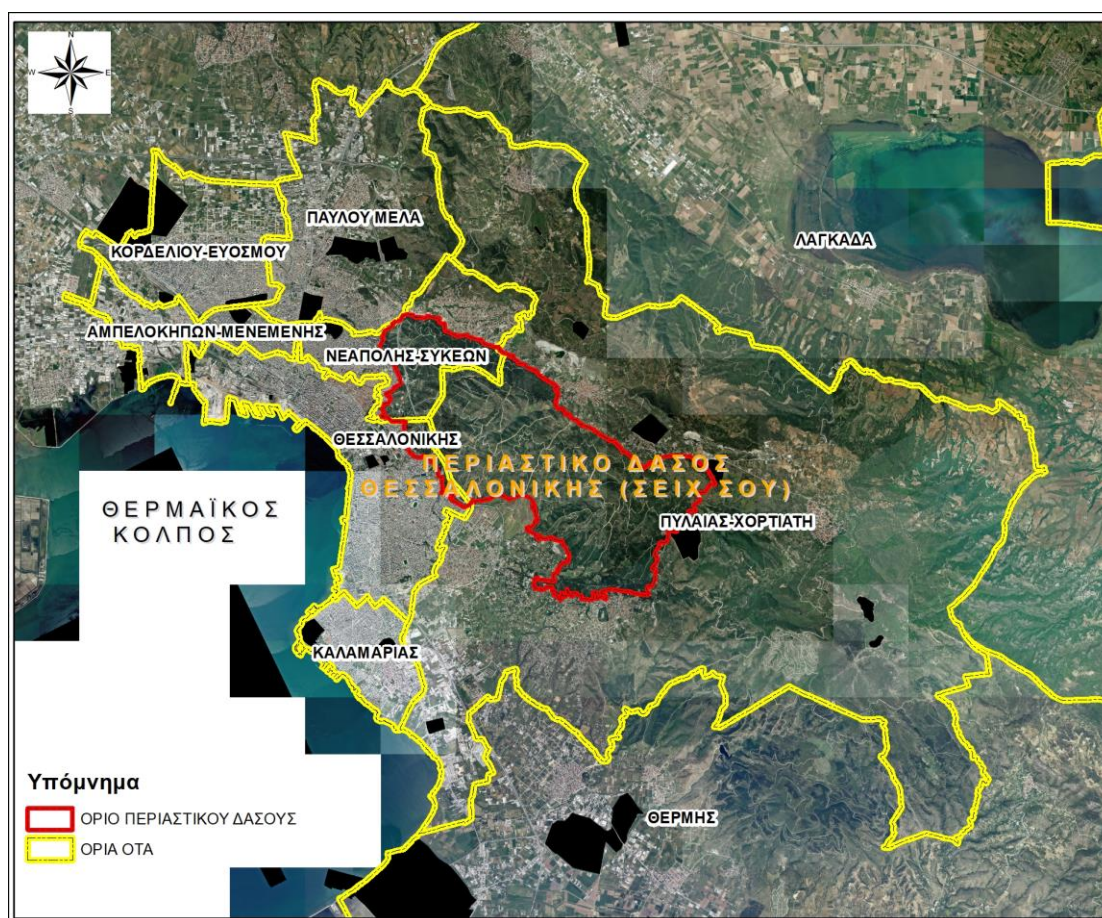 N
W
E
S
ΠΑΥΛΟΥ ΜΕΛΑ
ΚΟΡΔΕΛΙΟΥ-ΕΥΟΣΜΟΥ
ΛΑΓΚΑΔΑ
ΑΜΠΕΛΟΚΗΠΩΝ-ΜΕΝΕΜΕΝΗΣ
ΝΕΑΠΟΛΗΣ-ΣΥΚΕΩΝ
ΘΕΣΣΑΛΟΝΙΚΗΣ
ΠΕΡΙΑΣΤΙΚΟ ΔΑΣΟΣ
ΘΕΣΣΑΛΟΝΙΚΗΣ (ΣΕΙΧ ΣΟΥ)
ΘΕΡΜΑΪΚΟΣ
ΚΟΛΠΟΣ
ΠΥΛΑΙΑΣ-ΧΟΡΤΙΑΤΗ
ΚΑΛΑΜΑΡΙΑΣ
ΘΕΡΜΗΣ
Υπόμνημα
ΟΡΙΟ ΠΕΡΙΑΣΤΙΚΟΥ ΔΑΣΟΥΣ
ΟΡΙΑ ΟΤΑ